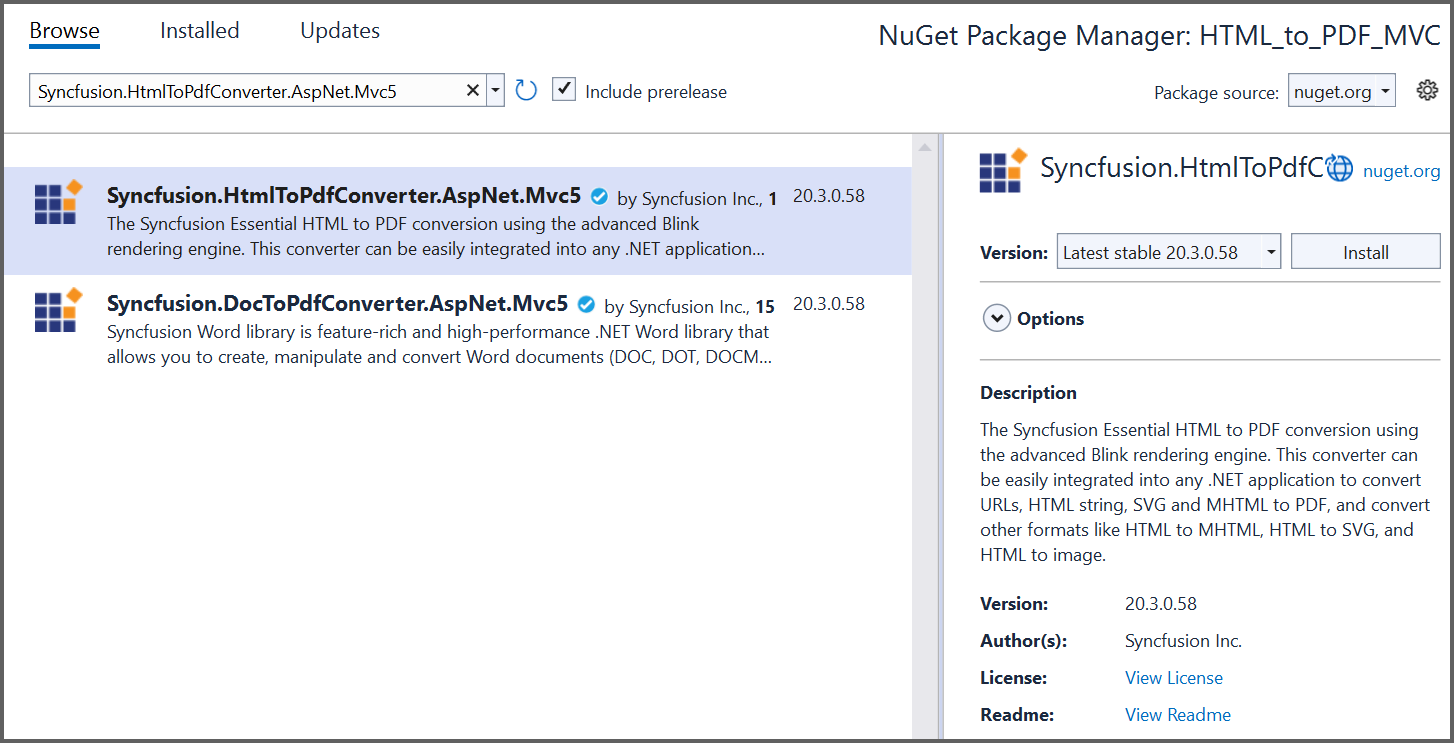 Browse Installed Updates
NuGet Package Manager: HTML_to_PDF_MVC
Syncfusion.HtmlToPdfConverter.AspNet.Mvc5
Include prerelease
Package source: nuget.org
Syncfusion.HtmlToPdfConverter.AspNet.Mvc5 by Syncfusion Inc., 1 20.3.0.58
The Syncfusion Essential HTML to PDF conversion using the advanced Blink
rendering engine. This converter can be easily integrated into any .NET application...
Syncfusion.DocToPdfConverter.AspNet.Mvc5 by Syncfusion Inc., 15 20.3.0.58
Syncfusion Word library is feature-rich and high-performance .NET Word library that
allows you to create, manipulate and convert Word documents (DOC, DOT, DOCM...
Syncfusion.HtmlToPdfC nuget.org
Version: Latest stable 20.3.0.58 Install
Options
Description
The Syncfusion Essential HTML to PDF conversion using
the advanced Blink rendering engine. This converter can
be easily integrated into any .NET application to convert
URLs, HTML string, SVG and MHTML to PDF, and convert
other formats like HTML to MHTML, HTML to SVG, and
HTML to image.
Version: 20.3.0.58
Author(s): Syncfusion Inc.
License: View License
Readme: View Readme